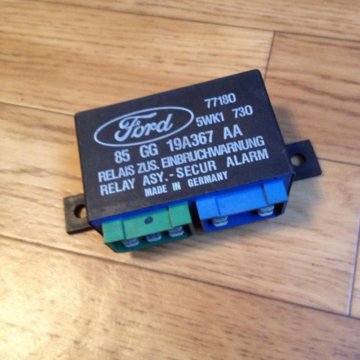 77180
Ford
5WK1 730
85 GG 19A367 AA
RELAIS ZUS. EINBRUCHWARNUNG
RELAY ASY.-SECUR ALARM
MADE IN GERMANY